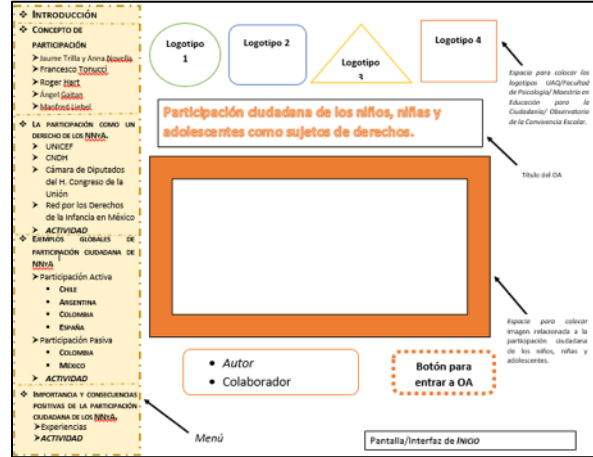 ❖ INTRODUCCIÓN
❖ CONCEPTO DE
PARTICIPACIÓN
➤ Jaume Trilla y Anna Novella
➤ Francesco Tonucci
➤ Roger Hart
➤ Ángel Gaitan
➤ Manfred Liebel
❖ LA PARTICIPACIÓN COMO UN
DERECHO DE LOS NNyA.
➤ UNICEF
➤ CNDH
➤ Cámara de Diputados
del H. Congreso de la
Unión
➤ Red por los Derechos
de la Infancia en México
➤ ACTIVIDAD
❖ EJEMPLOS GLOBALES DE
PARTICIPACIÓN CIUDADANA DE
NNyA
➤ Participación Activa
▪ CHILE
▪ ARGENTINA
▪ COLOMBIA
▪ ESPAÑA
➤ Participación Pasiva
▪ COLOMBIA
▪ MÉXICO
➤ ACTIVIDAD
❖ IMPORTANCIA Y CONSECUENCIAS
POSITIVAS DE LA PARTICIPACIÓN
CIUDADANA DE LOS NNyA.
➤ Experiencias
➤ ACTIVIDAD
Logotipo
1
Logotipo 2
Logotipo
3
Logotipo 4
Espacio para colocar los
logotipos UAQ/Facultad
de Psicología/ Maestría en
Educación para la
Ciudadanía/ Observatorio
de la Convivencia Escolar.
Participación ciudadana de los niños, niñas y
adolescentes como sujetos de derechos.
Título del OA
Espacio para colocar
imagen relacionada a la
participación ciudadana
de los niños, niñas y
adolescentes.
• Autor
• Colaborador
Botón para
entrar a OA
Menú
Pantalla/Interfaz de INICIO